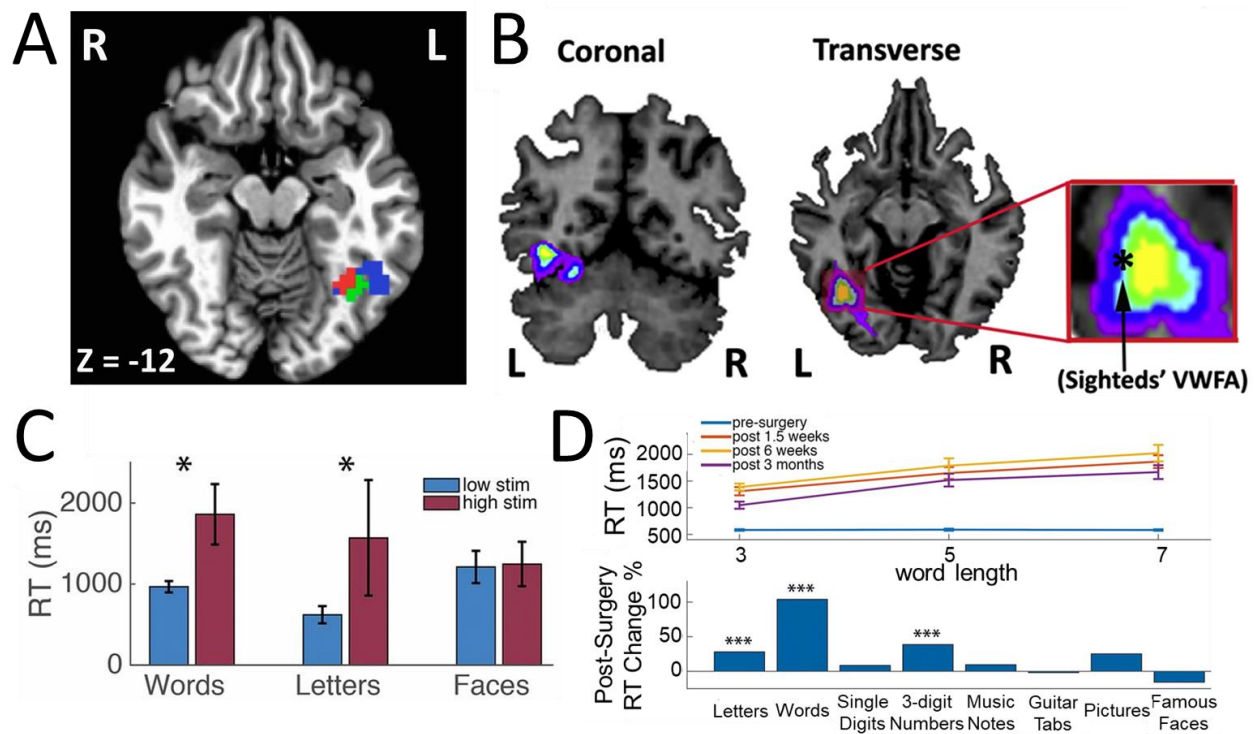 A
R
L
Z = -12
B
Coronal
Transverse
L
R
L
R
*
(Sighteds' VWFA)
C
RT (ms)
2000
1000
0
*
*
low stim
high stim
Words
Letters
Faces
D
pre-surgery
post 1.5 weeks
post 6 weeks
post 3 months
RT (ms)
2000
1500
1000
500
3
5
7
word length
Post-Surgery
RT Change %
100
50
0
***
***
***
Letters
Words
Single
Digits
3-digit
Numbers
Music
Notes
Guitar
Tabs
Pictures
Famous
Faces